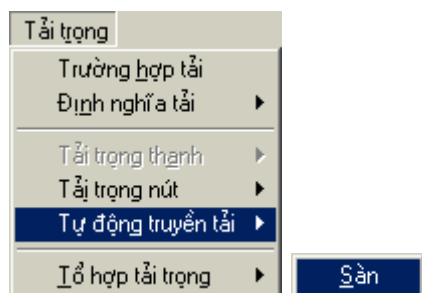 Tải trọng
Trường hợp tải
Định nghĩa tải
Tải trọng thanh
Tải trọng nút
Tự động truyền tải
Tổ hợp tải trọng
Sàn